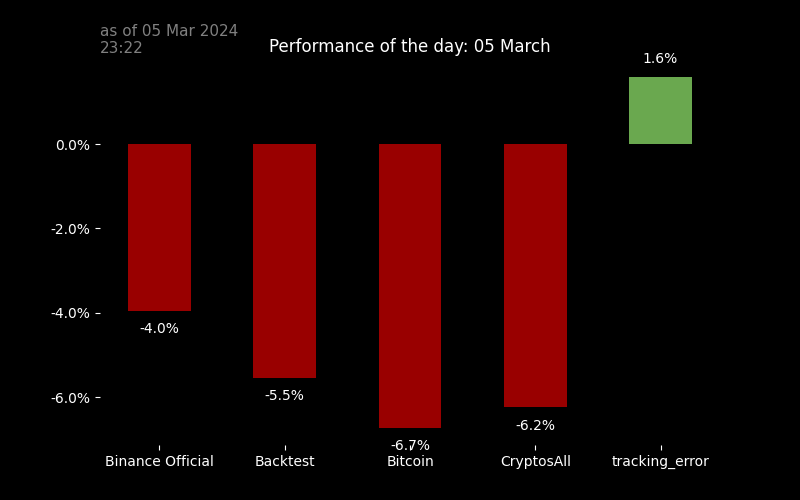 as of 05 Mar 2024
23:22
Performance of the day: 05 March
1.6%
0.0%
-2.0%
-4.0%
-6.0%
-4.0%
-5.5%
-6.7%
-6.2%
Binance Official
Backtest
Bitcoin
CryptosAll
tracking_error